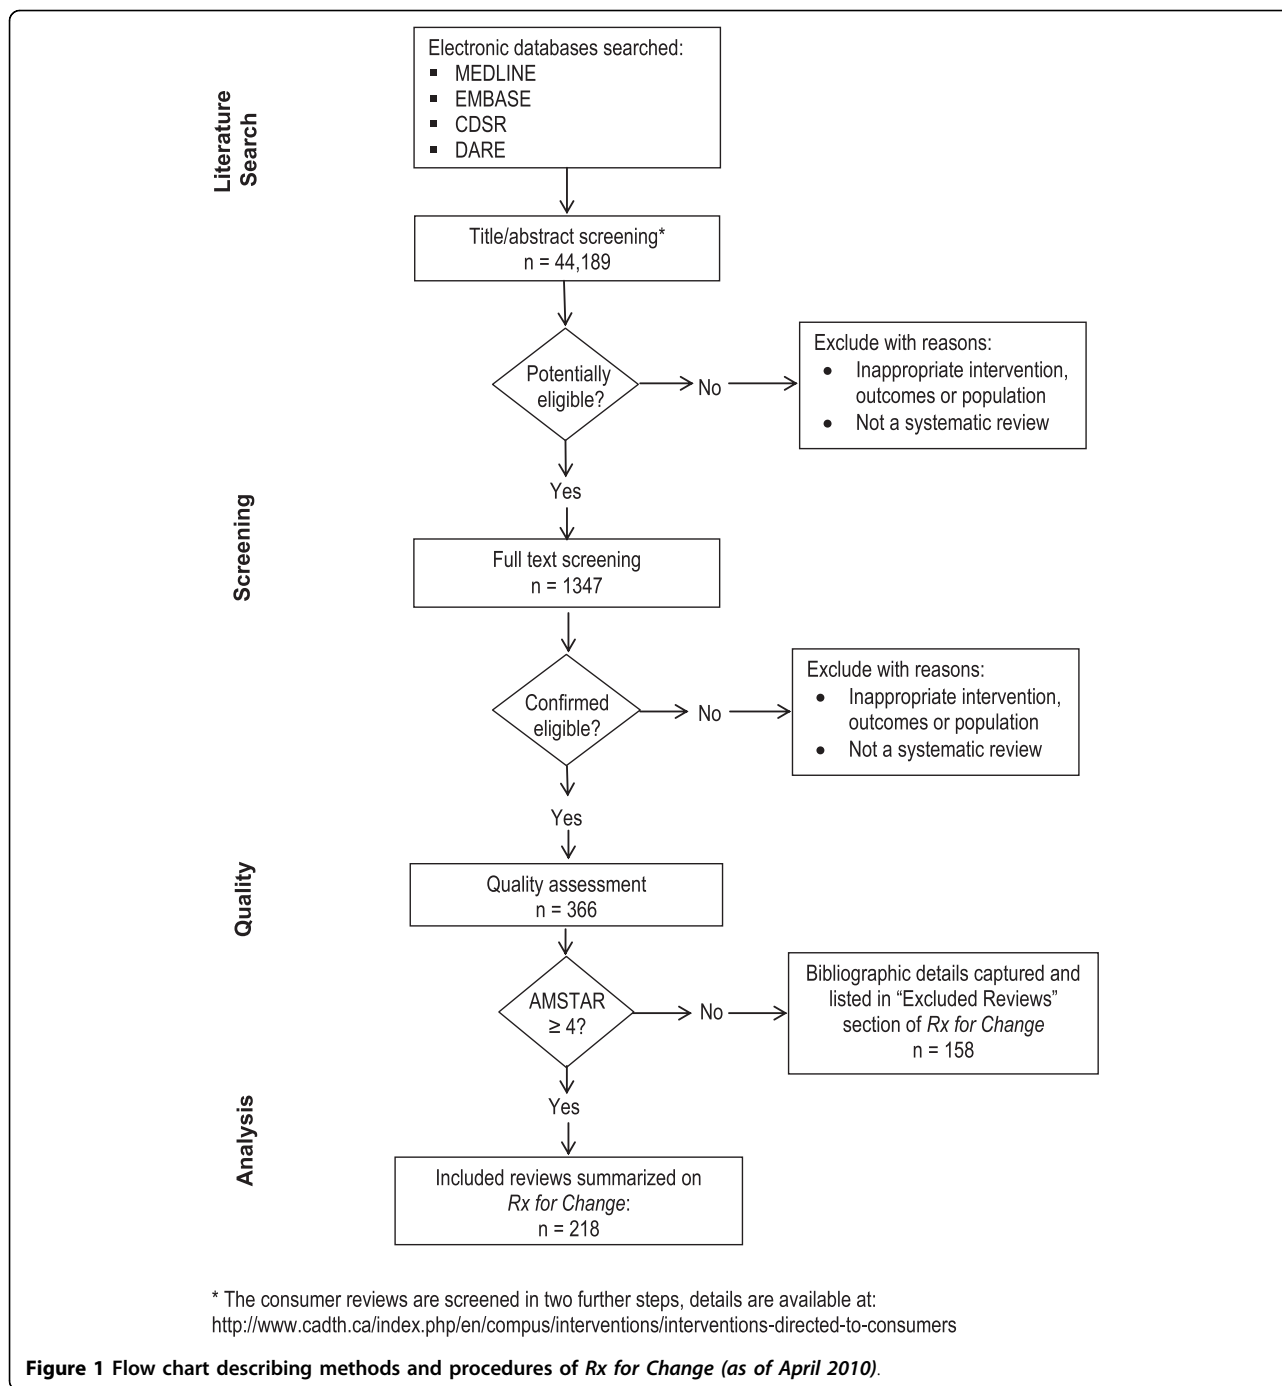 Literature
Search
Electronic databases searched:
▪ MEDLINE
▪ EMBASE
▪ CDSR
▪ DARE
Title/abstract screening*
n = 44,189
Potentially
eligible?
No
Exclude with reasons:
• Inappropriate intervention,
outcomes or population
• Not a systematic review
Yes
Screening
Full text screening
n = 1347
Confirmed
eligible?
No
Exclude with reasons:
• Inappropriate intervention,
outcomes or population
• Not a systematic review
Yes
Quality
Quality assessment
n = 366
AMSTAR
≥ 4?
No
Bibliographic details captured and
listed in “Excluded Reviews”
section of Rx for Change
n = 158
Yes
Analysis
Included reviews summarized on
Rx for Change:
n = 218
* The consumer reviews are screened in two further steps, details are available at:
http://www.cadth.ca/index.php/en/compus/interventions/interventions-directed-to-consumers
Figure 1 Flow chart describing methods and procedures of Rx for Change (as of April 2010).